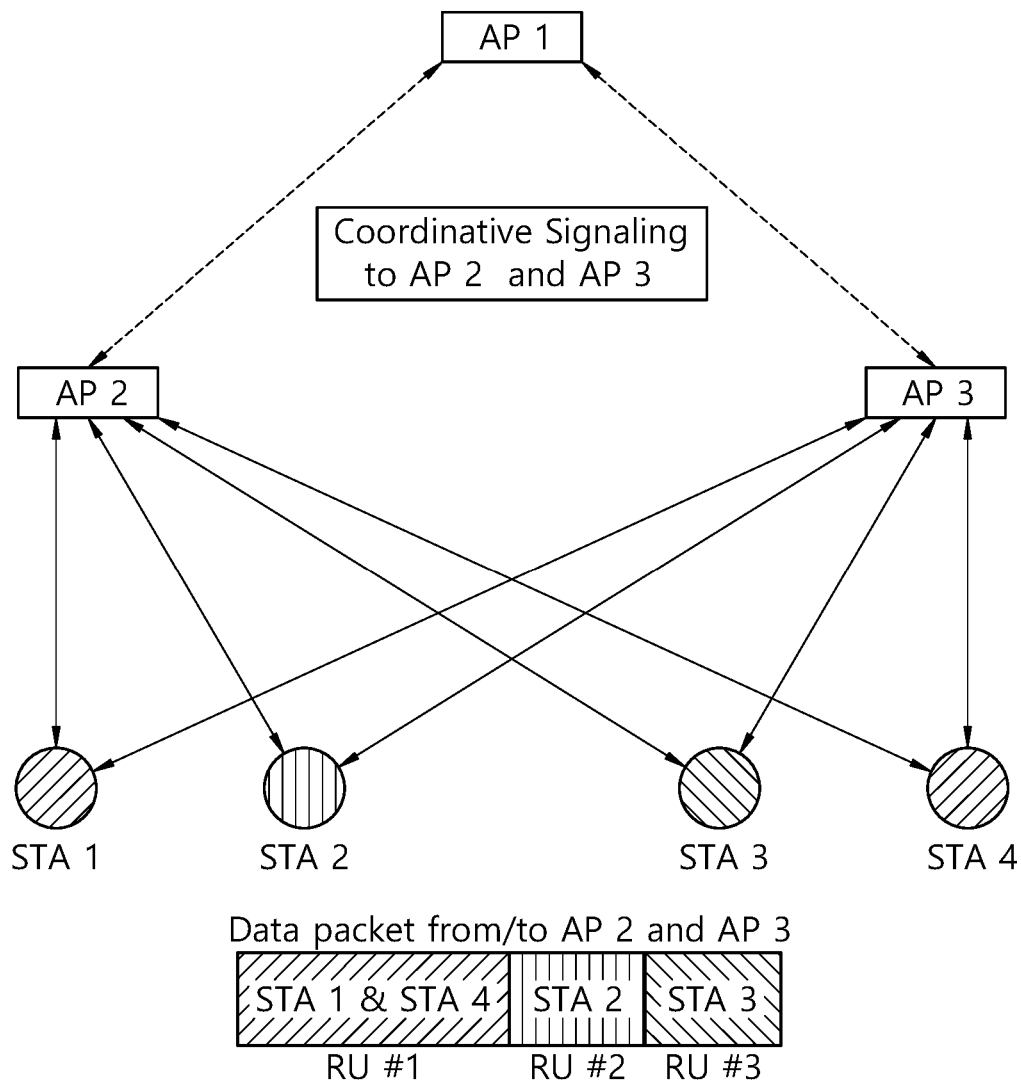 AP 1
Coordinative Signaling
to AP 2 and AP 3
AP 2
AP 3
STA 1
STA 2
STA 3
STA 4
Data packet from/to AP 2 and AP 3
STA 1 & STA 4
STA 2
STA 3
RU #1
RU #2
RU #3